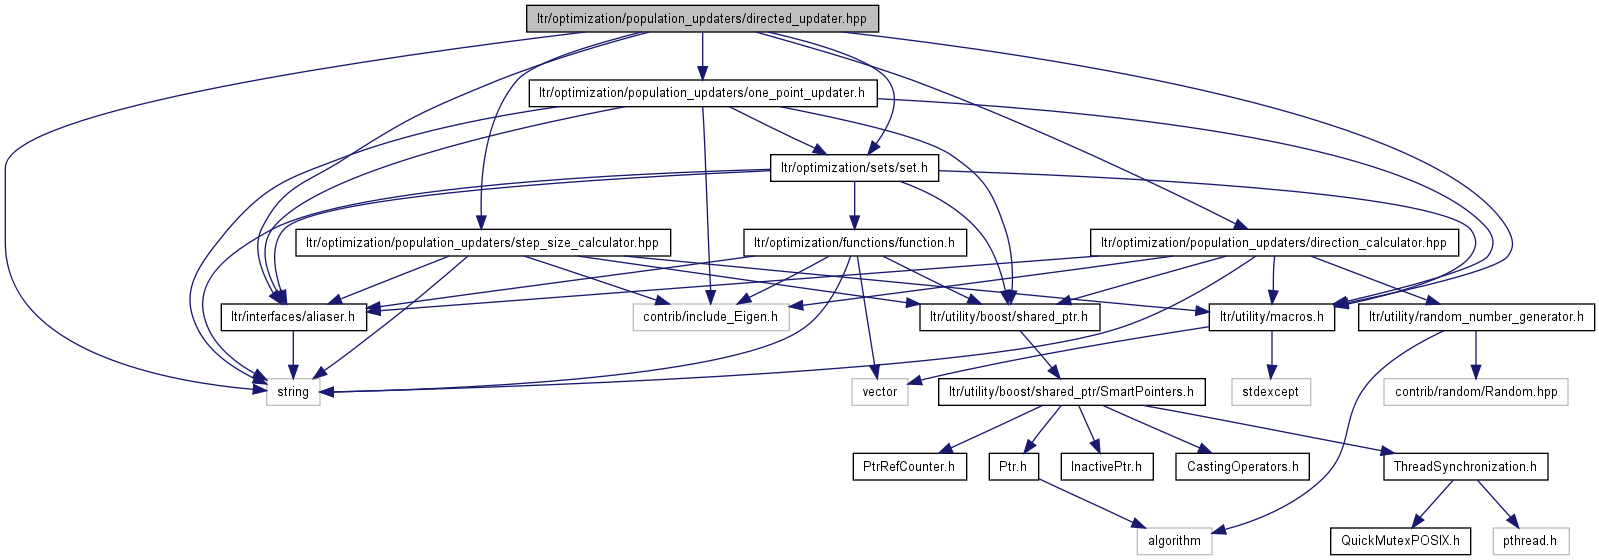 ltr/optimization/population_updaters/directed_updater.hpp
ltr/optimization/population_updaters/one_point_updater.h
ltr/optimization/sets/set.h
ltr/optimization/population_updaters/step_size_calculator.hpp
ltr/optimization/functions/function.h
ltr/optimization/population_updaters/direction_calculator.hpp
ltr/interfaces/aliaser.h
contrib/include_Eigen.h
ltr/utility/boost/shared_ptr.h
ltr/utility/macros.h
ltr/utility/random_number_generator.h
string
vector
ltr/utility/boost/shared_ptr/SmartPointers.h
stdexcept
contrib/random/Random.hpp
PtrRefCounter.h
Ptr.h
InactivePtr.h
CastingOperators.h
ThreadSynchronization.h
algorithm
QuickMutexPOSIX.h
pthread.h